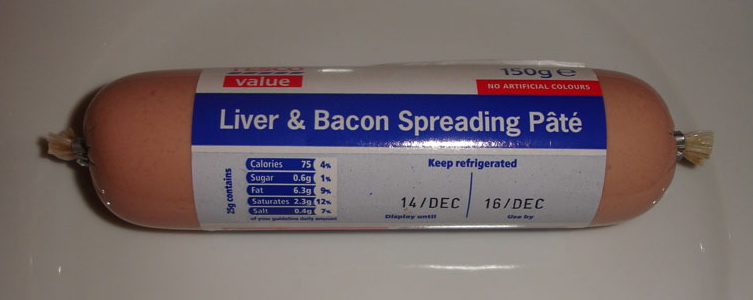 TESCO
value
150g e
NO ARTIFICIAL COLOURS
Liver & Bacon Spreading Pâté
25g contains
Calories 75 4%
Sugar 0.6g 1%
Fat 6.3g 9%
Saturates 2.3g 12%
Salt 0.4g 7%
of your guideline daily amount
Keep refrigerated
14/DEC 16/DEC
Display until Use by